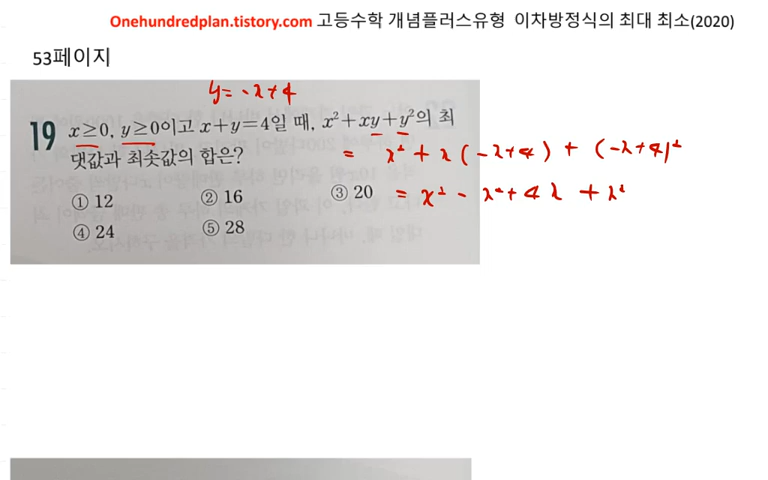 Onehundredplan.tistory.com 고등수학 개념플러스유형 이차방정식의 최대 최소(2020)
53페이지
y = -x+4
19 x≥0, y≥0이고 x+y=4일 때, x²+xy+y²의 최
댓값과 최솟값의 합은?
① 12 ② 16 ③ 20
④ 24 ⑤ 28
= x² + x(-x+4) + (-x+4)²
= x² - x² + 4x + x²